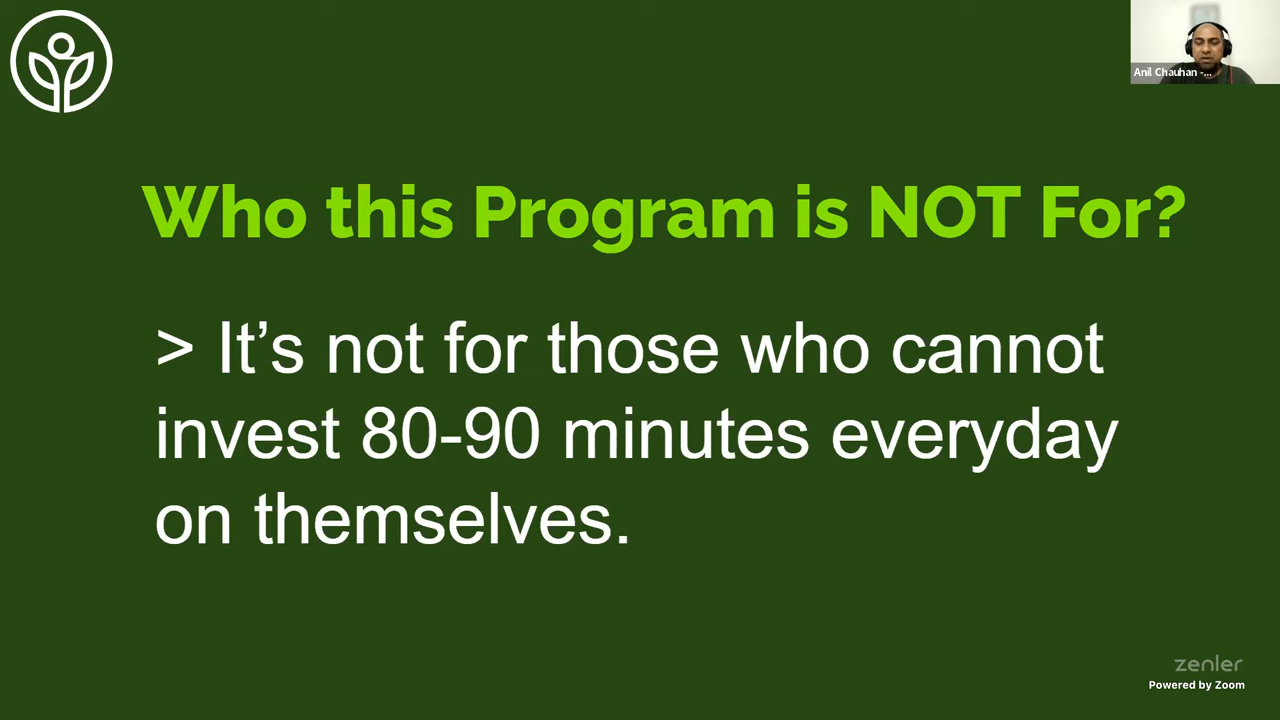 Anil Chauhan -...
Who this Program is NOT For?
> It’s not for those who cannot
invest 80-90 minutes everyday
on themselves.
zenler
Powered by Zoom